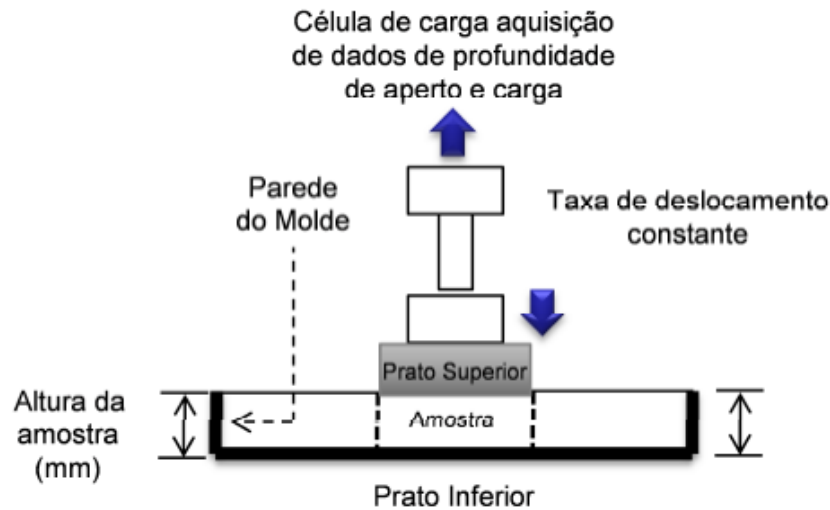 Célula de carga aquisição
de dados de profundidade
de aperto e carga
Parede
do Molde
Taxa de deslocamento
constante
Prato Superior
Altura da
amostra
(mm)
Amostra
Prato Inferior